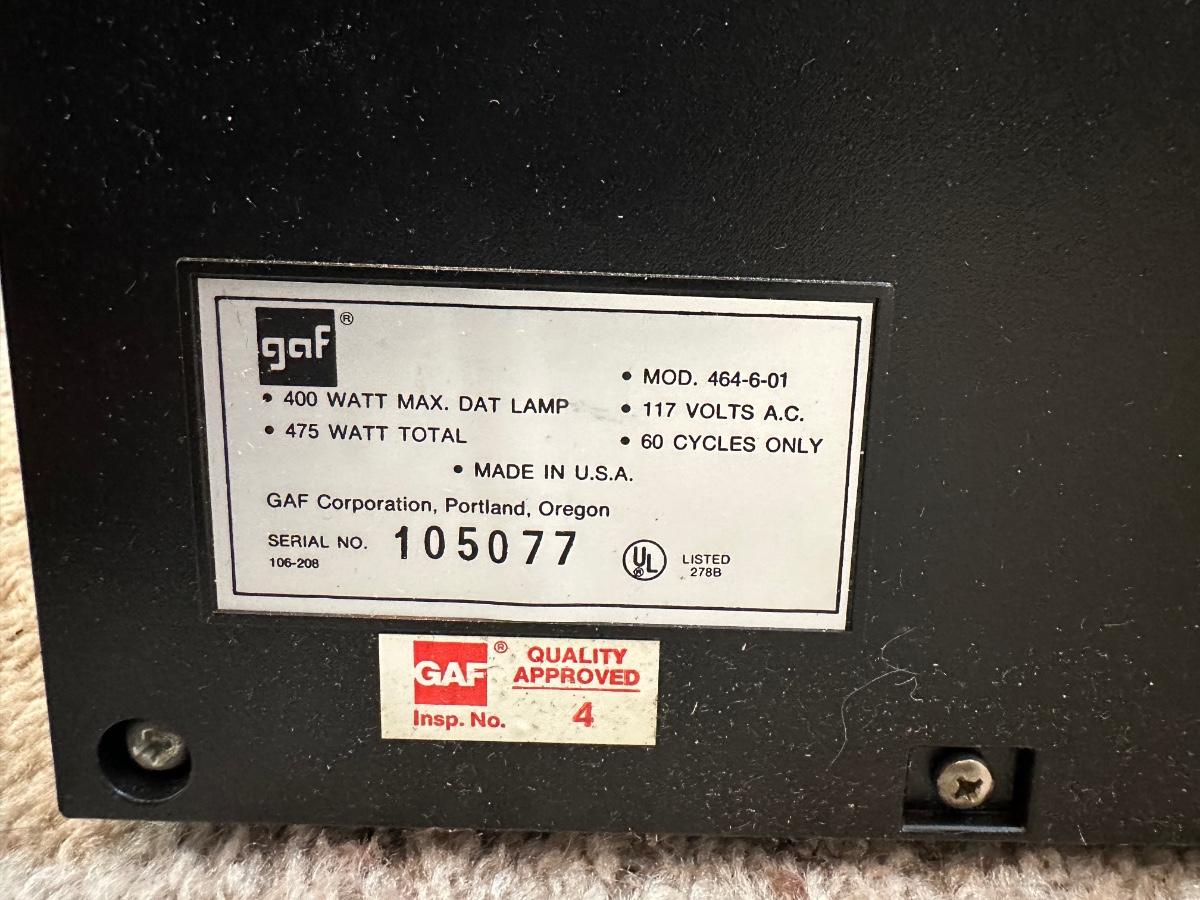 gaf ®
• 400 WATT MAX. DAT LAMP
• 475 WATT TOTAL
• MOD. 464-6-01
• 117 VOLTS A.C.
• 60 CYCLES ONLY
• MADE IN U.S.A.
GAF Corporation, Portland, Oregon
SERIAL NO. 105077
106-208
UL ®
LISTED
278B
GAF ®
QUALITY
APPROVED
Insp. No. 4